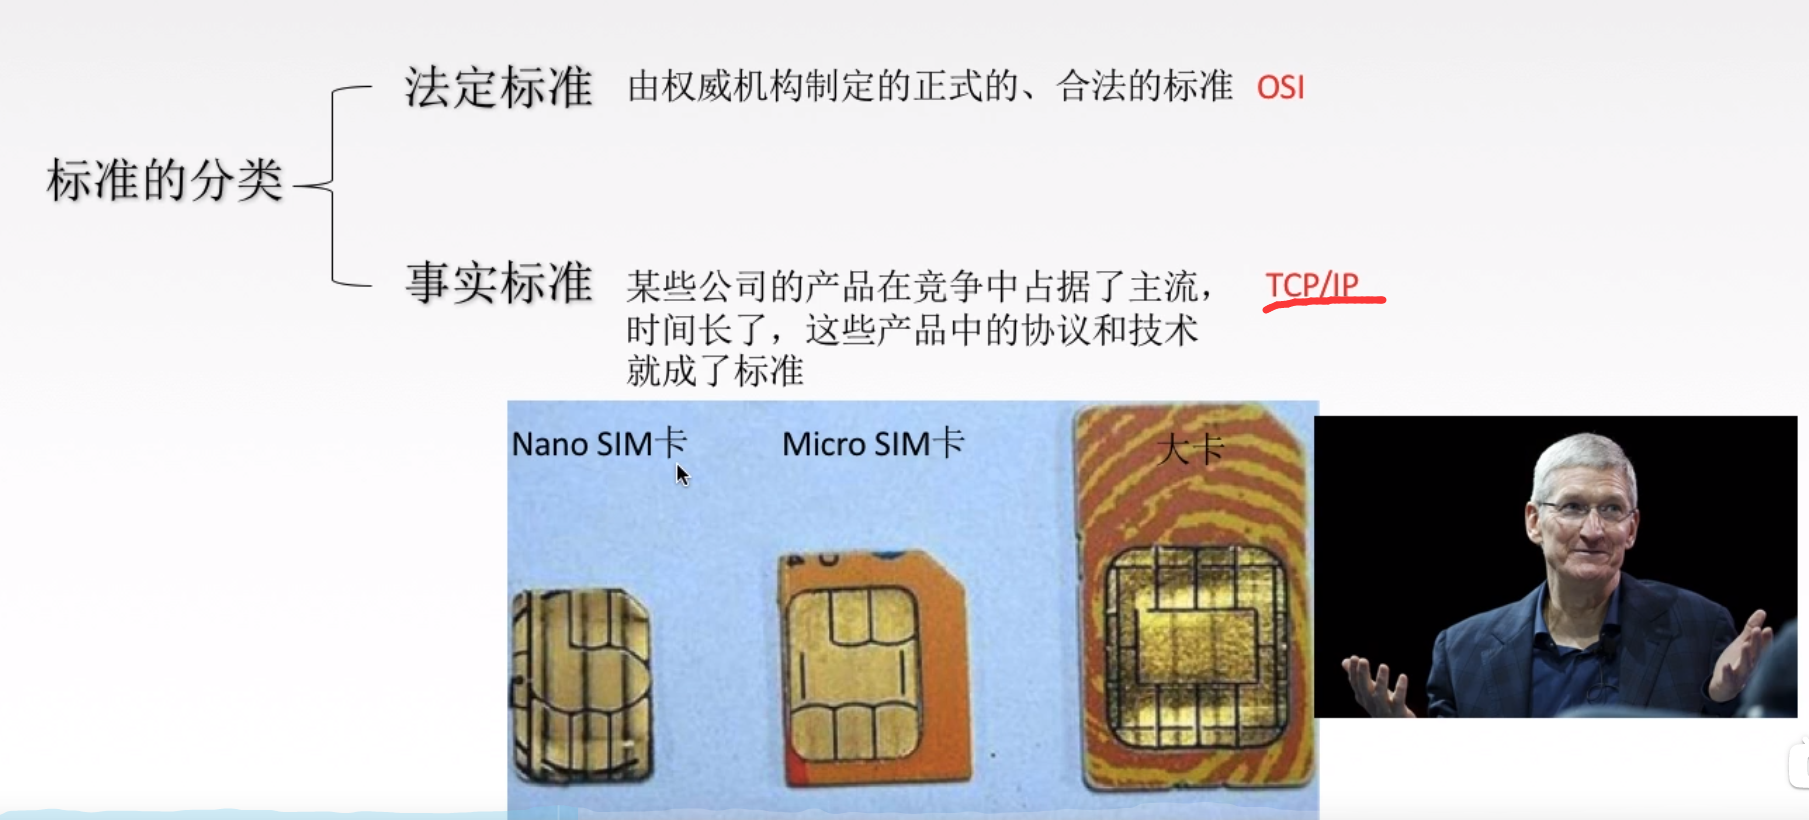 法定标准 由权威机构制定的正式的、合法的标准 OSI
标准的分类
事实标准 某些公司的产品在竞争中占据了主流， TCP/IP
时间长了，这些产品中的协议和技术
就成了标准
Nano SIM卡 Micro SIM卡 大卡